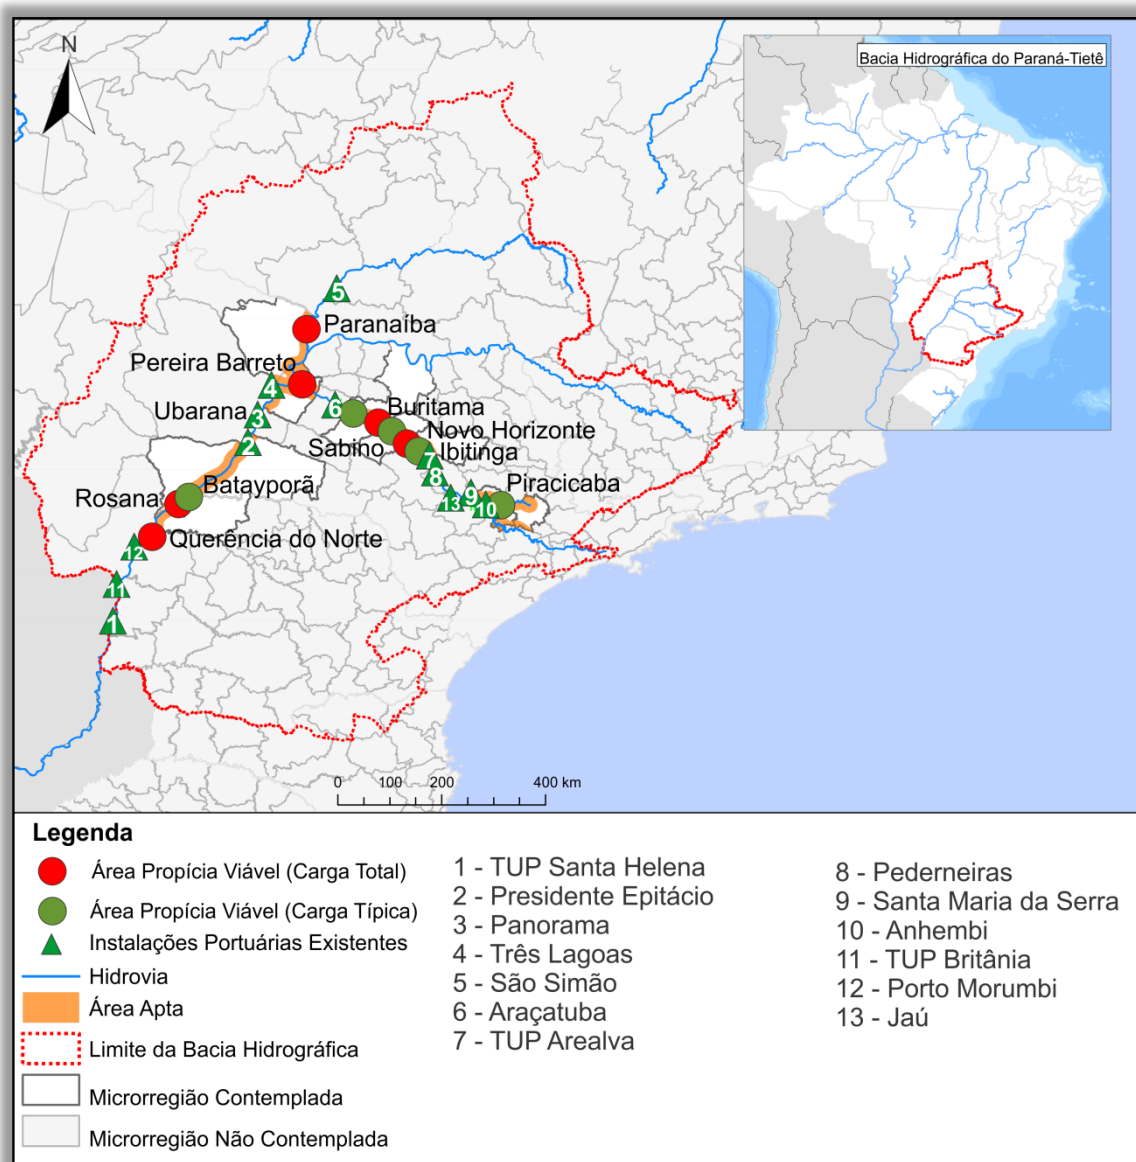 N
Bacia Hidrográfica do Paraná-Tietê
5
Paranaíba
Pereira Barreto
4
Ubarana
3
6
Buritama
2
Sabino
Novo Horizonte
7
Ibitinga
8
Batayporã
Rosana
13
9
10
Piracicaba
Querência do Norte
12
11
1
0 100 200 400 km
Legenda
Área Propícia Viável (Carga Total)
Área Propícia Viável (Carga Típica)
Instalações Portuárias Existentes
Hidrovia
Área Apta
Limite da Bacia Hidrográfica
Microrregião Contemplada
Microrregião Não Contemplada
1 - TUP Santa Helena
2 - Presidente Epitácio
3 - Panorama
4 - Três Lagoas
5 - São Simão
6 - Araçatuba
7 - TUP Arealva
8 - Pederneiras
9 - Santa Maria da Serra
10 - Anhembi
11 - TUP Britânia
12 - Porto Morumbi
13 - Jaú